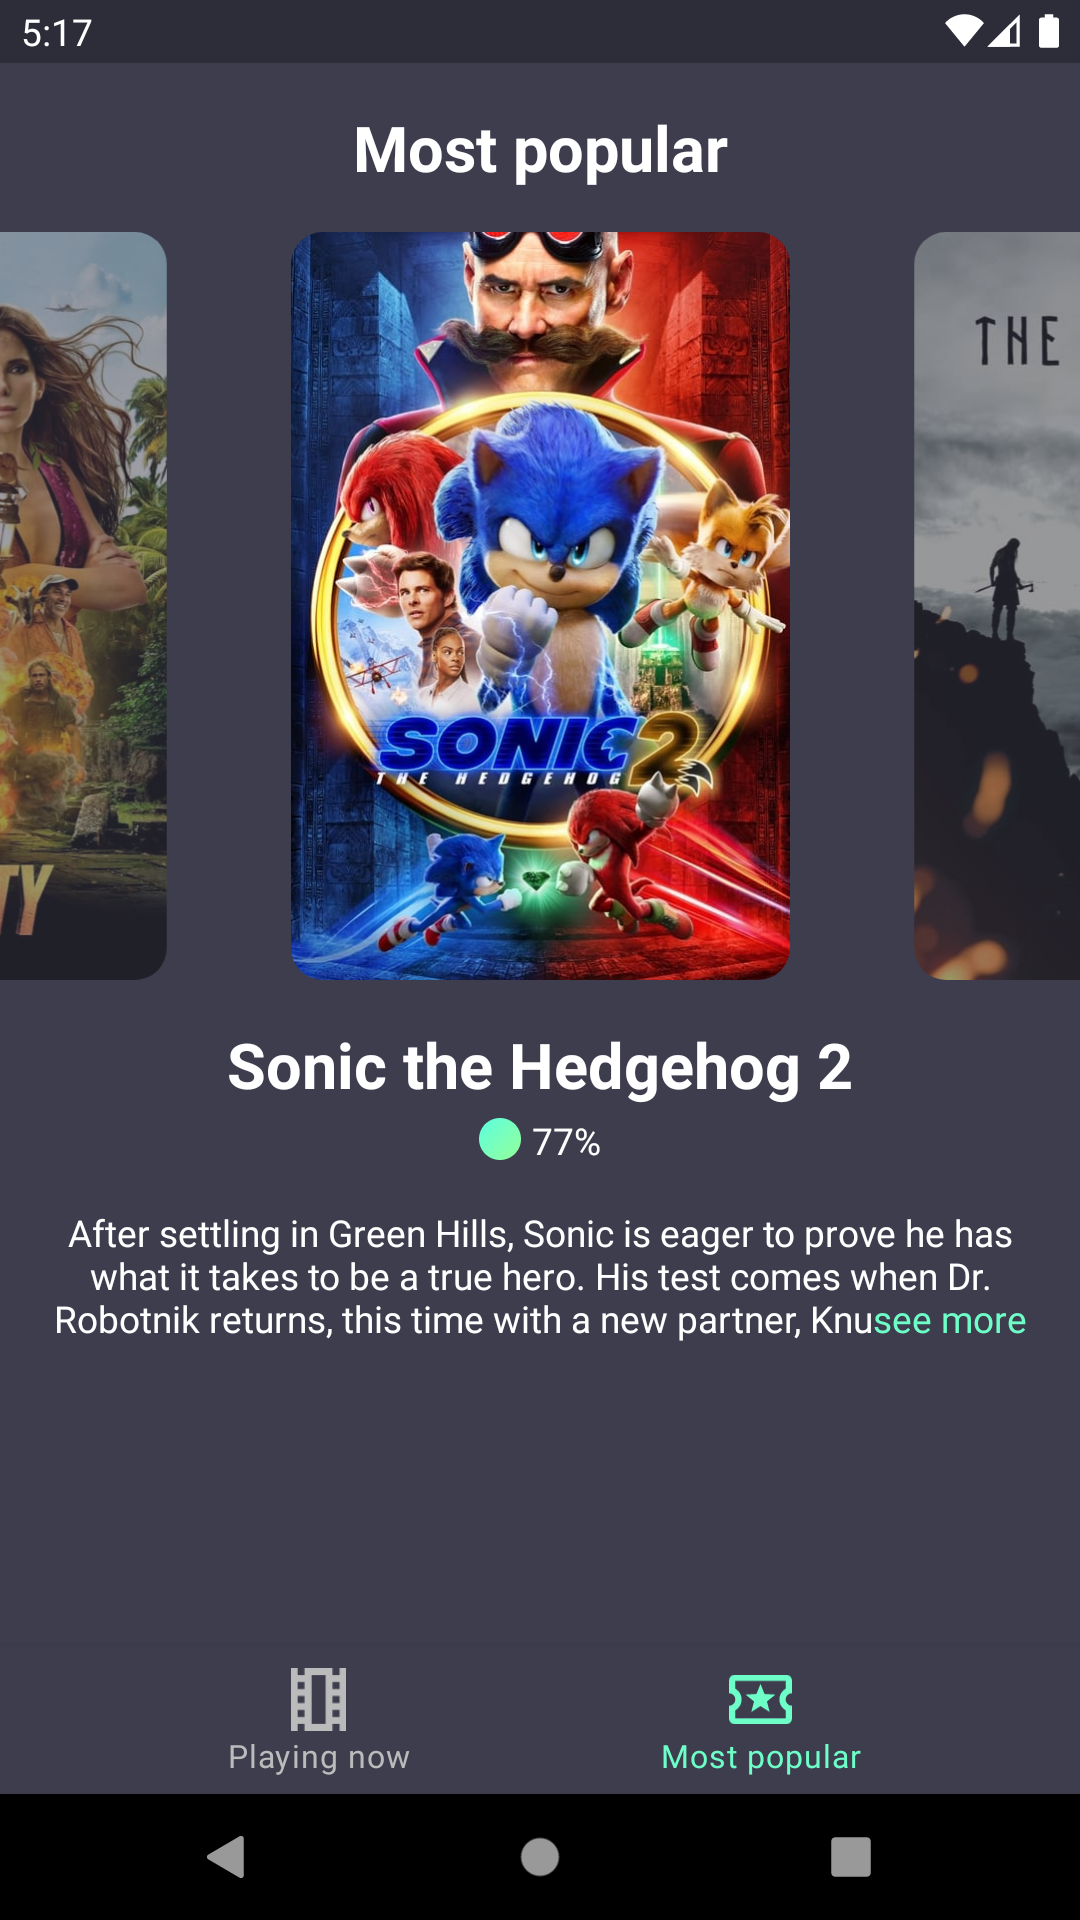 5:17
Most popular
THE
SONIC 2
THE HEDGEHOG
TY
Sonic the Hedgehog 2
77%
After settling in Green Hills, Sonic is eager to prove he has
what it takes to be a true hero. His test comes when Dr.
Robotnik returns, this time with a new partner, Knusee more
Playing now
Most popular